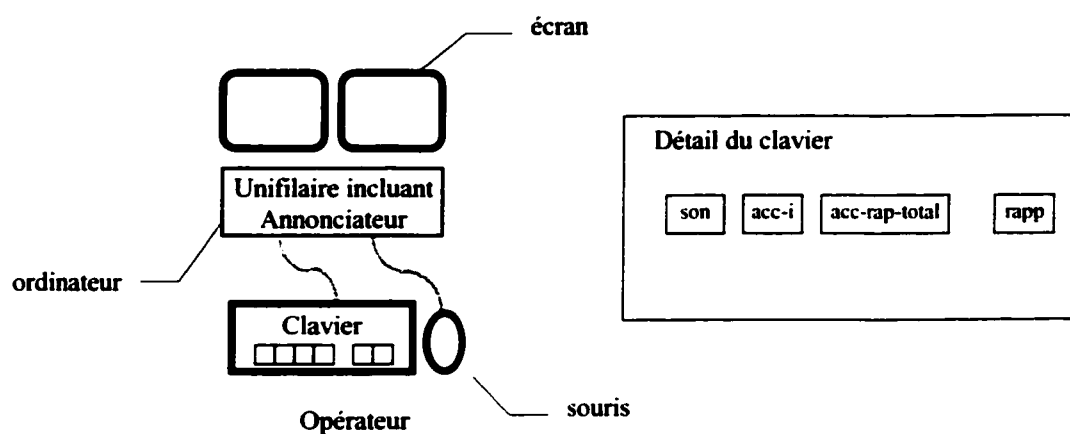 écran
Unifilaire incluant
Annonciateur
ordinateur
Clavier
souris
Opérateur
Détail du clavier
son acc-i acc-rap-total rapp